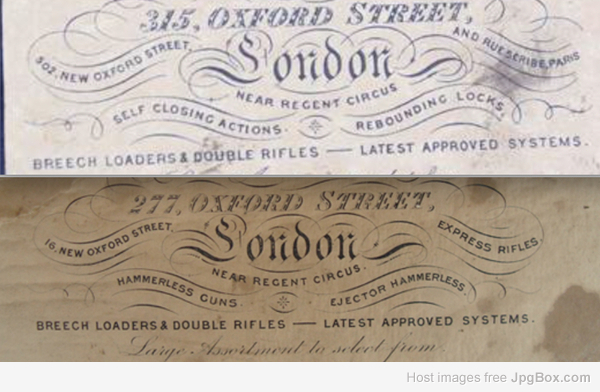 315, OXFORD STREET,
502, NEW OXFORD STREET,
London
AND RUE SCRIBE, PARIS
NEAR REGENT CIRCUS
SELF CLOSING ACTIONS.
REBOUNDING LOCKS,
BREECH LOADERS & DOUBLE RIFLES — LATEST APPROVED SYSTEMS.
277, OXFORD STREET,
16, NEW OXFORD STREET,
London
EXPRESS RIFLES,
NEAR REGENT CIRCUS.
HAMMERLESS GUNS.
EJECTOR HAMMERLESS.
BREECH LOADERS & DOUBLE RIFLES — LATEST APPROVED SYSTEMS.
Large Assortment to select from.
Host images free JpgBox.com